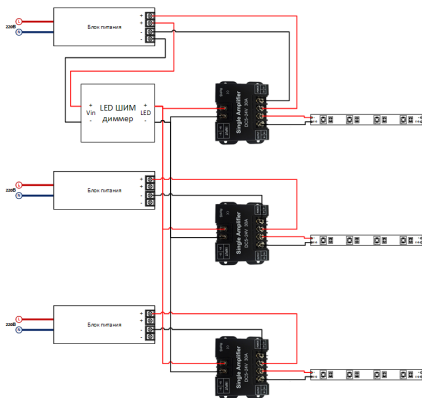 Блок питания
+
+
-
-
220В
L
N
LED ШИМ
диммер
+
Vin
-
+
LED
-
Single Amplifier
DC5-24V 30A
220В
L
N
Блок питания
+
+
-
-
Single Amplifier
DC5-24V 30A
220В
L
N
Блок питания
+
+
-
-
Single Amplifier
DC5-24V 30A